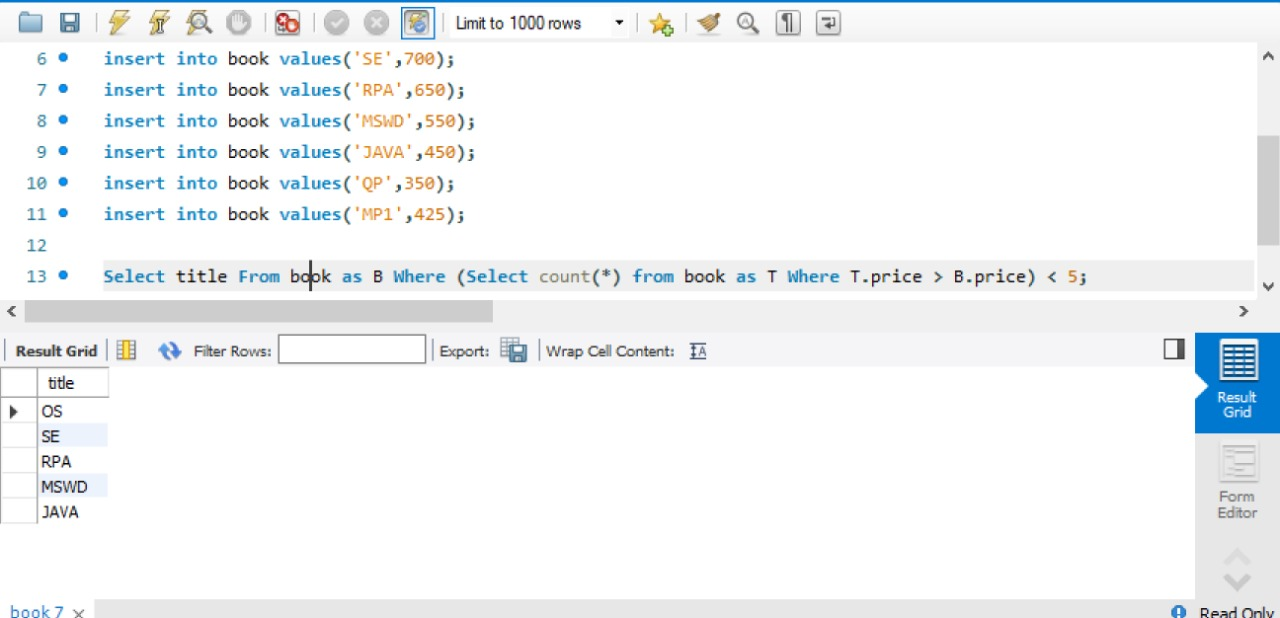 Limit to 1000 rows
6 insert into book values('SE',700);
7 insert into book values('RPA',650);
8 insert into book values('MSWD',550);
9 insert into book values('JAVA',450);
10 insert into book values('QP',350);
11 insert into book values('MP1',425);
12
13 Select title From book as B Where (Select count(*) from book as T Where T.price > B.price) < 5;
Result Grid Filter Rows: Export: Wrap Cell Content:
title
OS
SE
RPA
MSWD
JAVA
Result
Grid
Form
Editor
book 7
Read Only